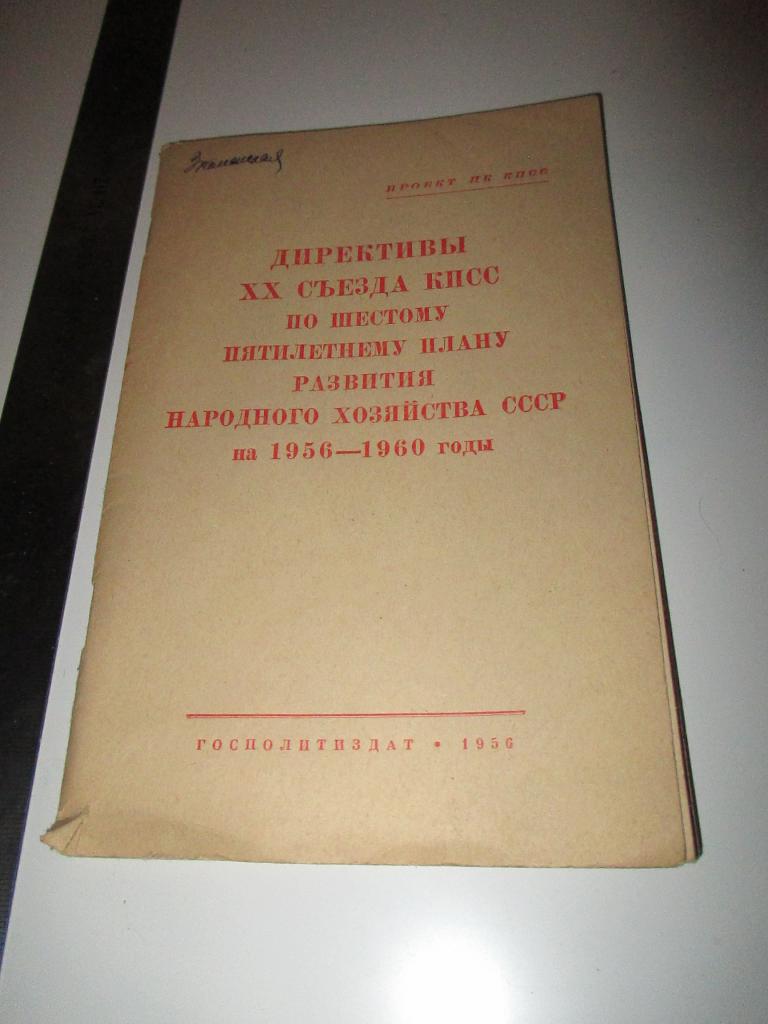 ПРОЕКТ ЦК КПСС
ДИРЕКТИВЫ
XX СЪЕЗДА КПСС
ПО ШЕСТОМУ
ПЯТИЛЕТНЕМУ ПЛАНУ
РАЗВИТИЯ
НАРОДНОГО ХОЗЯЙСТВА СССР
на 1956—1960 годы
ГОСПОЛИТИЗДАТ • 1956